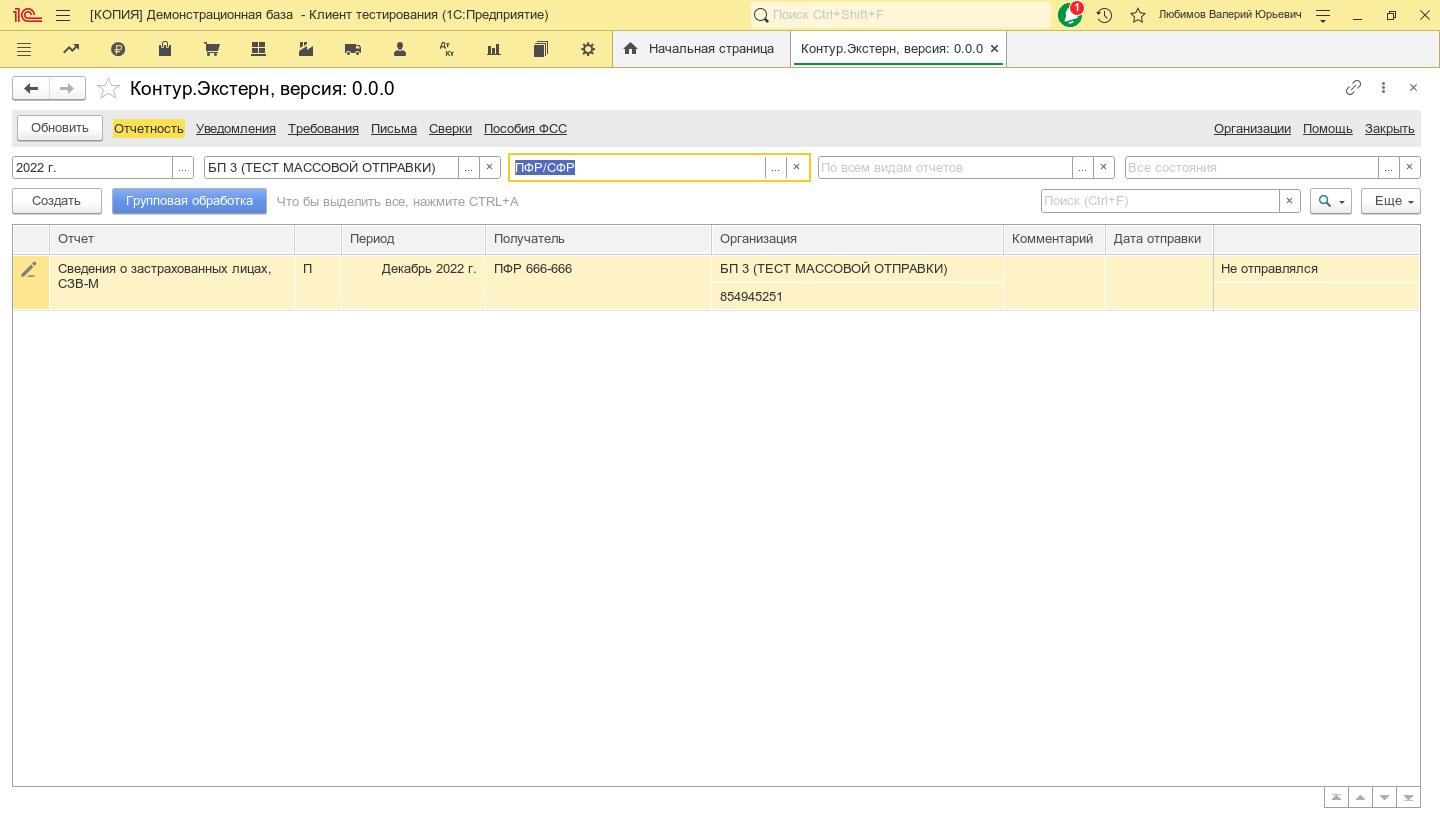 [КОПИЯ] Демонстрационная база - Клиент тестирования (1С:Предприятие)
Поиск Ctrl+Shift+F
1
Любимов Валерий Юрьевич
Дт Кт
Начальная страница
Контур.Экстерн, версия: 0.0.0 ×
Контур.Экстерн, версия: 0.0.0
Обновить Отчетность Уведомления Требования Письма Сверки Пособия ФСС Организации Помощь Закрыть
2022 г. ... БП 3 (ТЕСТ МАССОВОЙ ОТПРАВКИ) ... × ПФР/СФР ... × По всем видам отчетов ... × Все состояния ... ×
Создать Групповая обработка Что бы выделить все, нажмите CTRL+A Поиск (Ctrl+F) × Еще
Отчет Период Получатель Организация Комментарий Дата отправки
Сведения о застрахованных лицах, П Декабрь 2022 г. ПФР 666-666 БП 3 (ТЕСТ МАССОВОЙ ОТПРАВКИ) Не отправлялся
СЗВ-М
854945251